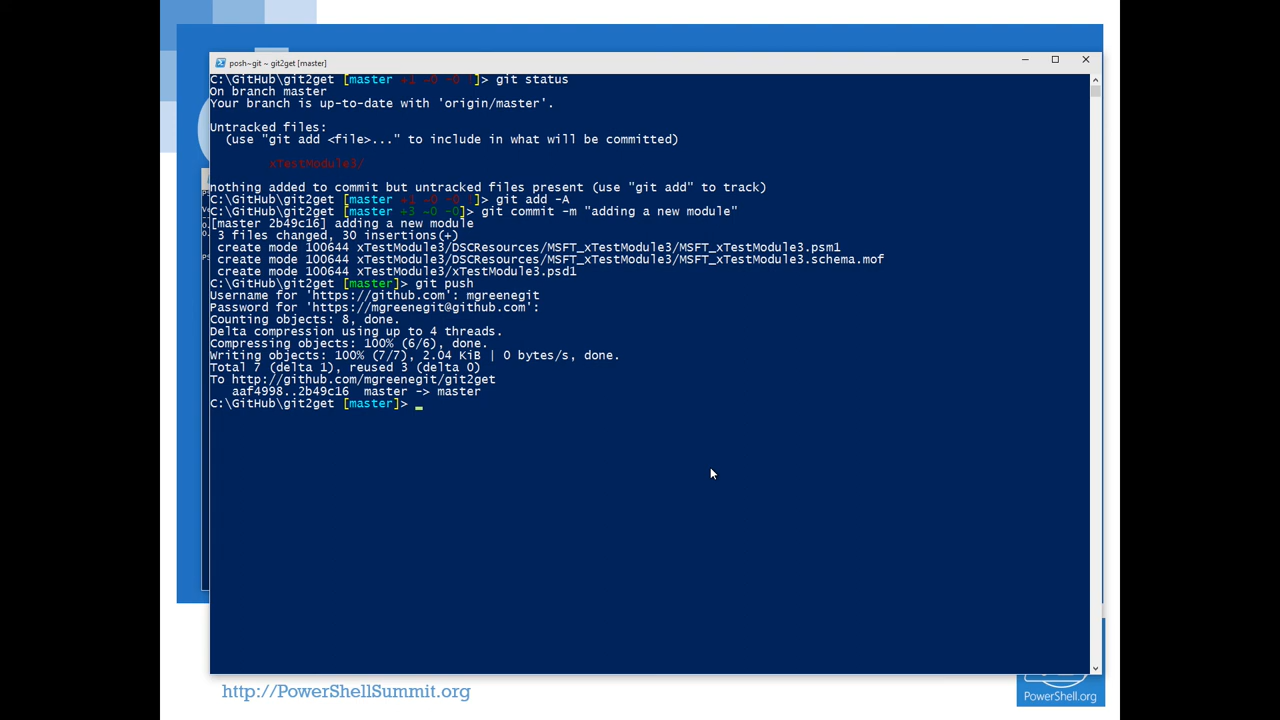 posh~git ~ git2get [master]
C:\GitHub\git2get [master +1 ~0 -0 !]> git status
On branch master
Your branch is up-to-date with 'origin/master'.
Untracked files:
(use "git add <file>..." to include in what will be committed)
xTestModule3/
nothing added to commit but untracked files present (use "git add" to track)
C:\GitHub\git2get [master +1 ~0 -0 !]> git add -A
C:\GitHub\git2get [master +3 ~0 -0]> git commit -m "adding a new module"
[master 2b49c16] adding a new module
3 files changed, 30 insertions(+)
create mode 100644 xTestModule3/DSCResources/MSFT_xTestModule3/MSFT_xTestModule3.psm1
create mode 100644 xTestModule3/DSCResources/MSFT_xTestModule3/MSFT_xTestModule3.schema.mof
create mode 100644 xTestModule3/xTestModule3.psd1
C:\GitHub\git2get [master]> git push
Username for 'https://github.com': mgreenegit
Password for 'https://mgreenegit@github.com':
Counting objects: 8, done.
Delta compression using up to 4 threads.
Compressing objects: 100% (6/6), done.
Writing objects: 100% (7/7), 2.04 KiB | 0 bytes/s, done.
Total 7 (delta 1), reused 3 (delta 0)
To http://github.com/mgreenegit/git2get
aaf4998..2b49c16 master -> master
C:\GitHub\git2get [master]>
http://PowerShellSummit.org
PowerShell.org